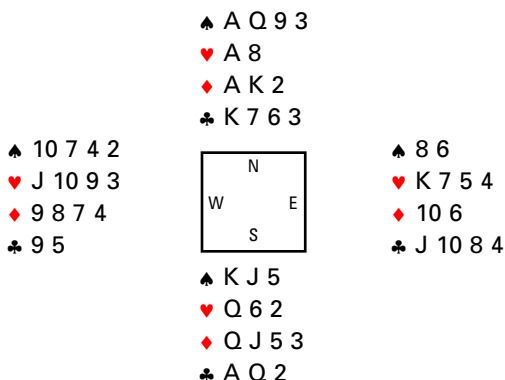 ♠ A Q 9 3
♥ A 8
♦ A K 2
♣ K 7 6 3
♠ 10 7 4 2
♥ J 10 9 3
♦ 9 8 7 4
♣ 9 5
N
W E
S
♠ 8 6
♥ K 7 5 4
♦ 10 6
♣ J 10 8 4
♠ K J 5
♥ Q 6 2
♦ Q J 5 3
♣ A Q 2